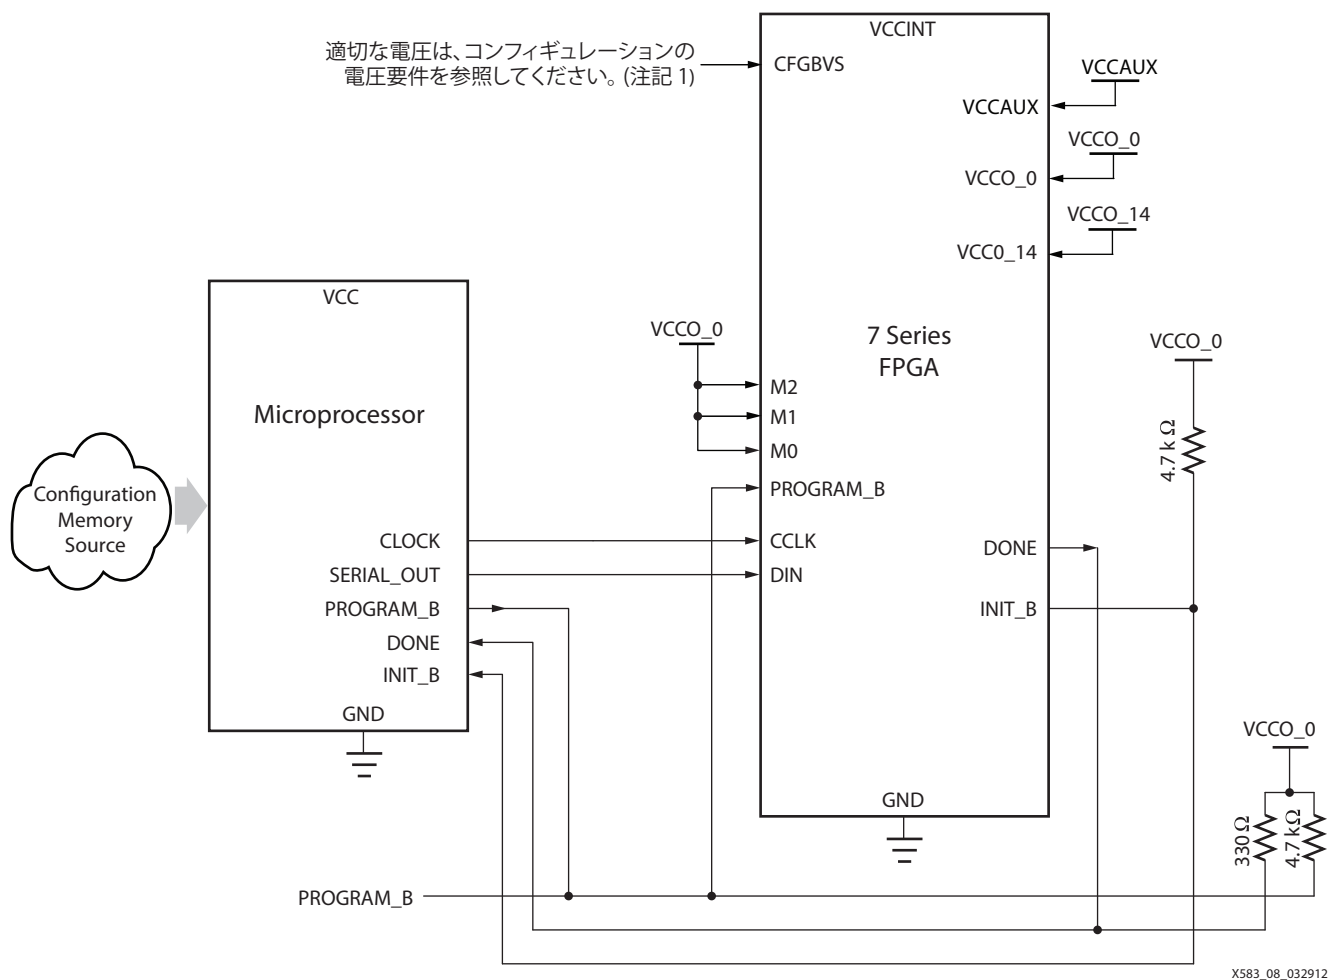 VCCINT
適切な電圧は、コンフィギュレーションの
電圧要件を参照してください。(注記 1)
CFGBVS
VCCAUX
VCCAUX
VCCO_0
VCCO_0
VCCO_14
VCC0_14
7 Series
FPGA
VCCO_0
M2
M1
M0
PROGRAM_B
CCLK
DIN
DONE
INIT_B
GND
VCC
Microprocessor
CLOCK
SERIAL_OUT
PROGRAM_B
DONE
INIT_B
GND
Configuration
Memory
Source
VCCO_0
4.7 k Ω
VCCO_0
330 Ω
4.7 kΩ
PROGRAM_B
X583_08_032912